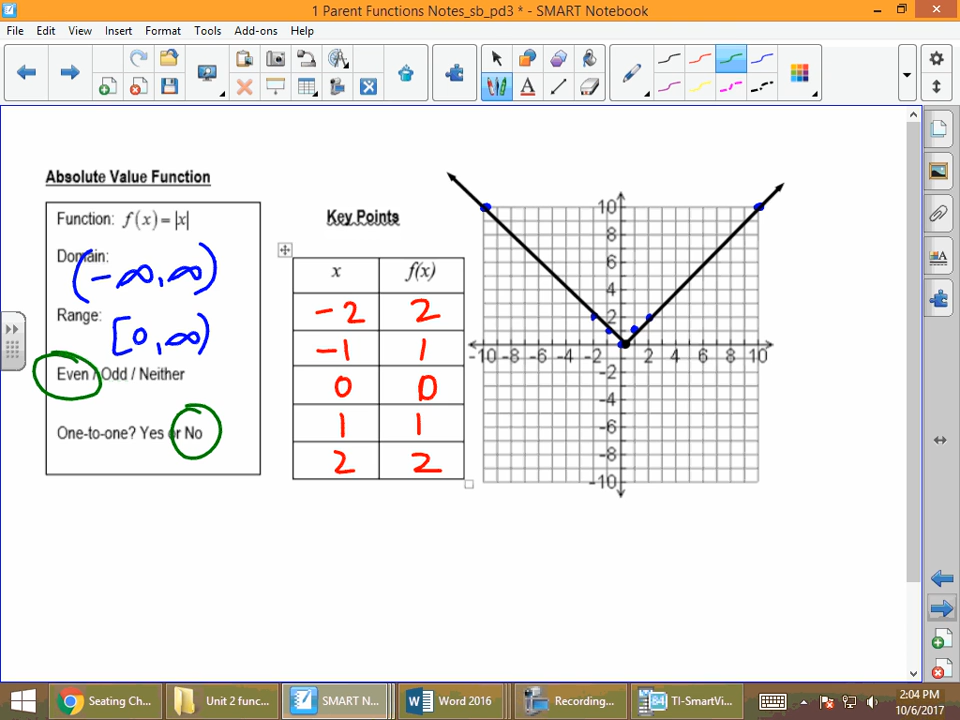 1 Parent Functions Notes_sb_pd3 * - SMART Notebook
File Edit View Insert Format Tools Add-ons Help
Absolute Value Function
Function: f(x) = |x|
Domain:
(-∞, ∞)
Range:
[0, ∞)
Even / Odd / Neither
One-to-one? Yes or No
Key Points
x f(x)
-2 2
-1 1
0 0
1 1
2 2
10
8
6
4
2
-10 -8 -6 -4 -2 2 4 6 8 10
-2
-4
-6
-8
-10
Seating Ch... Unit 2 func... SMART N... Word 2016 Recording... TI-SmartVi...
2:04 PM
10/6/2017